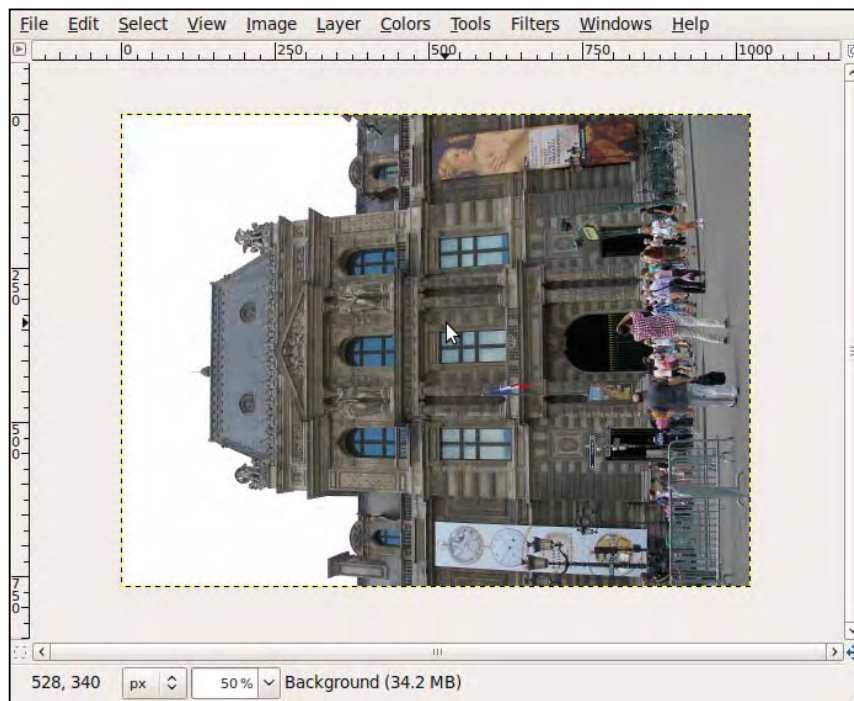 File Edit Select View Image Layer Colors Tools Filters Windows Help
0 250 500 750 1000
0
250
500
750
528, 340 px 50 % Background (34.2 MB)